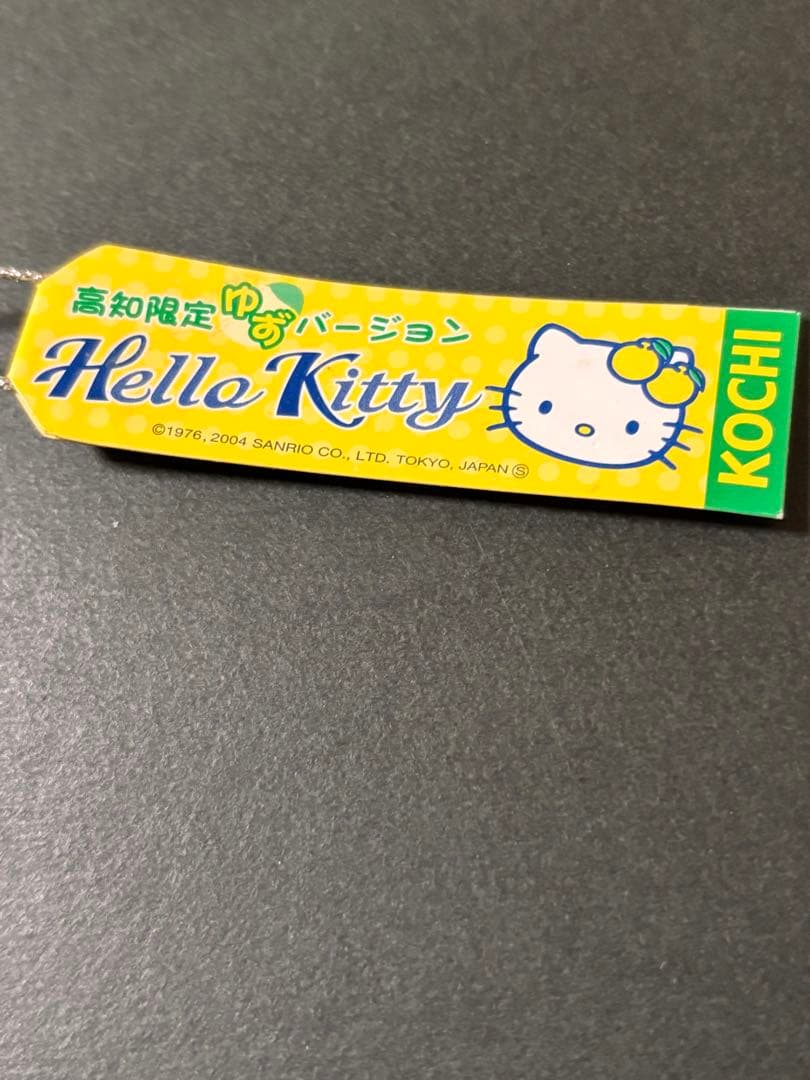 高知限定ゆずバージョン
Hello Kitty
©1976, 2004 SANRIO CO., LTD. TOKYO, JAPAN Ⓢ
KOCHI